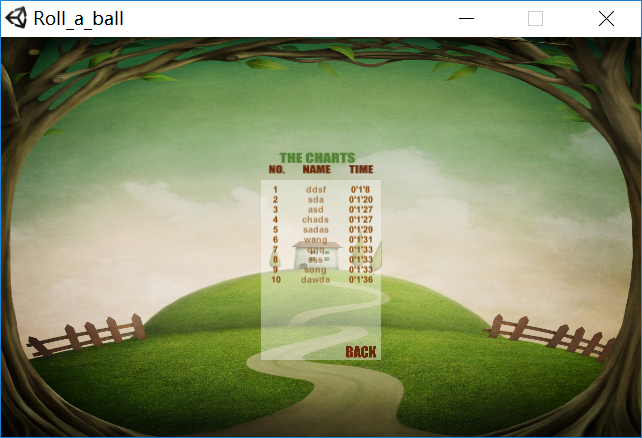 Roll_a_ball
THE CHARTS
NO. NAME TIME
1 ddsf 0'1'8
2 sda 0'1'20
3 asd 0'1'27
4 chads 0'1'27
5 sadas 0'1'29
6 wang 0'1'31
7 qqq 0'1'33
8 0'1'33
9 song 0'1'33
10 dawda 0'1'36
BACK